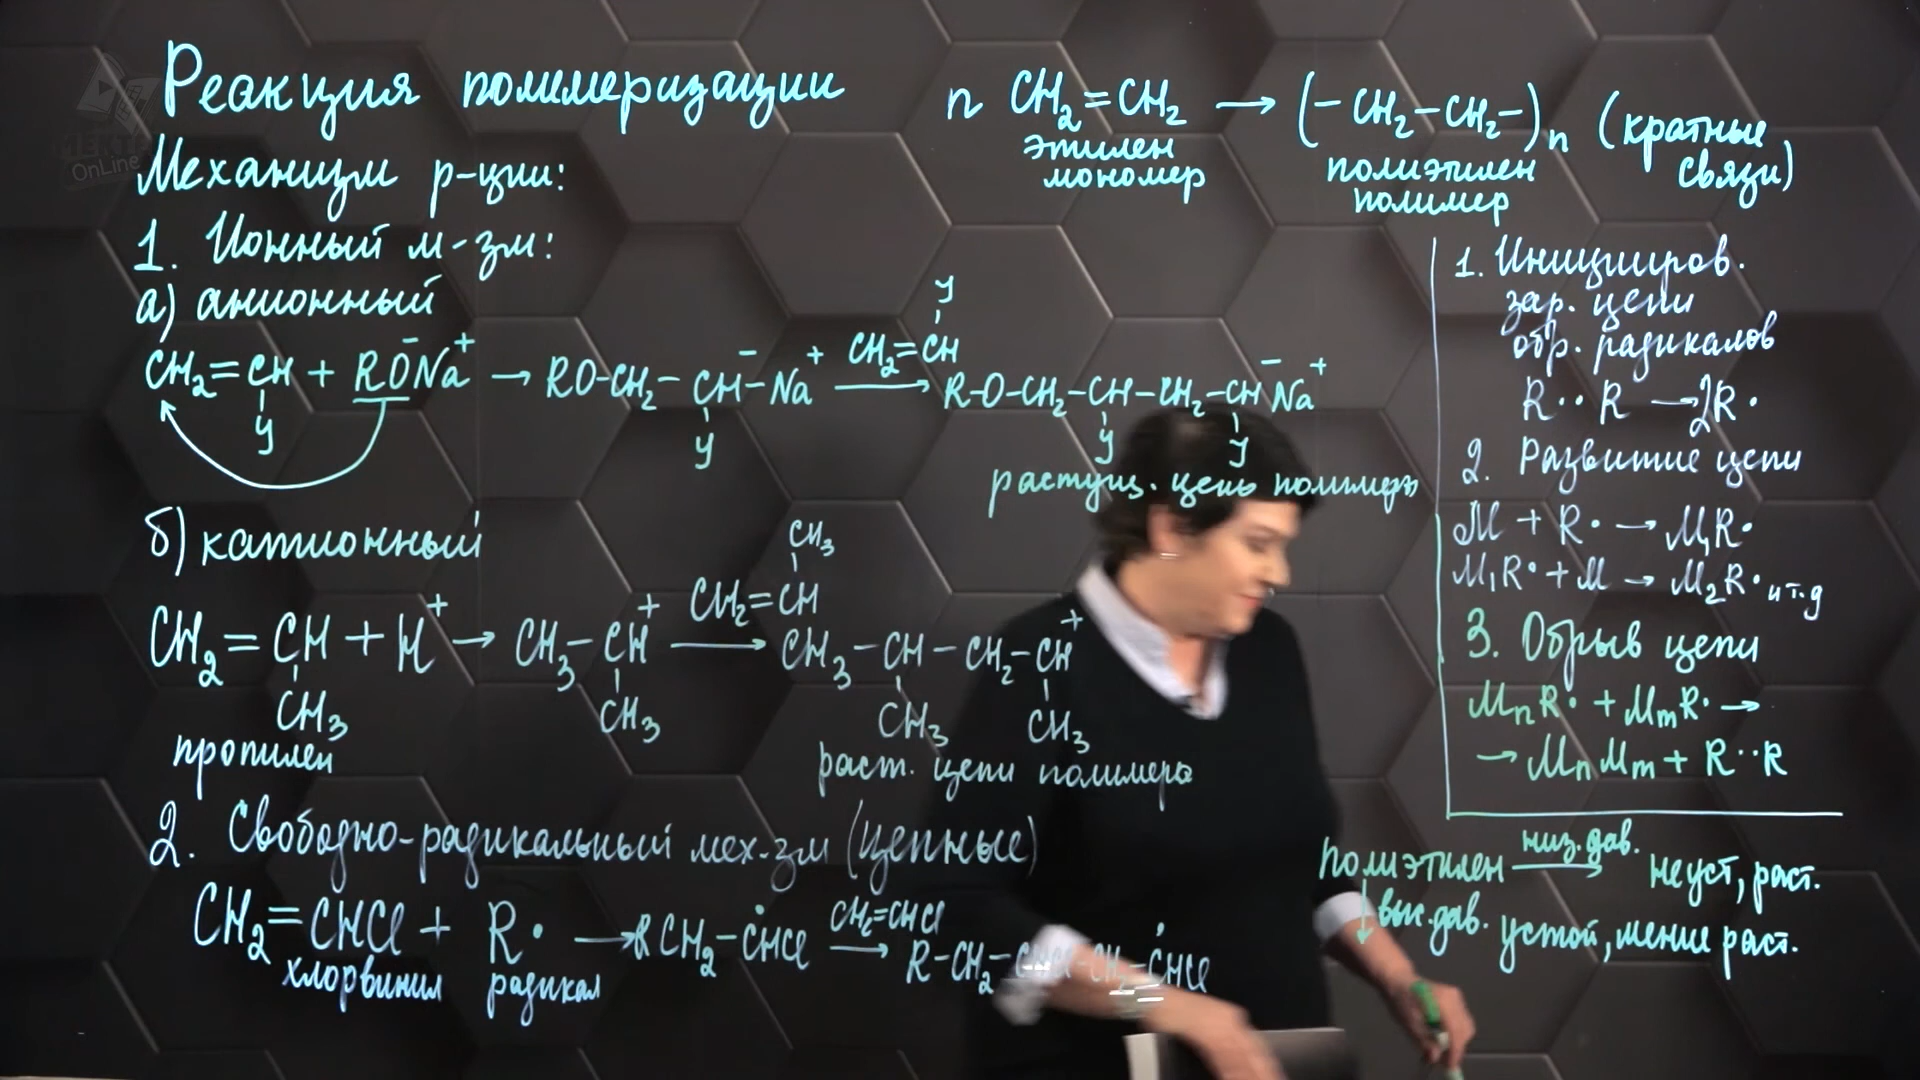 Реакция полимеризации
n CH₂=CH₂ → (-CH₂-CH₂-)n (кратные
связи)
этилен
мономер
полиэтилен
полимер
Механизм р-ции:
1. Ионный м-зм:
а) анионный
CH₂=CH + RO⁻Na⁺ → RO-CH₂-CH⁻-Na⁺ → R-O-CH₂-CH-CH₂-CH⁻Na⁺
CH₂=CH
y
y
y
y
y
растущ. цепь полимера
б) катионный
CH₂=CH + H⁺ → CH₃-CH⁺ → CH₃-CH-CH₂-CH⁺
CH₂=CH
CH₃
CH₃
CH₃
CH₃
CH₃
пропилен
раст. цепи полимера
2. Свободно-радикальный мех-зм (цепные)
CH₂=CHCl + R· → RCH₂-ĊHCl → R-CH₂-CHCl-CH₂-ĊHCl
CH₂=CHCl
хлорвинил
радикал
1. Иницииров.
зар. цепи
обр. радикалов
R··R → 2R·
2. Развитие цепи
M + R· → M₁R·
M₁R· + M → M₂R· и т.д
3. Обрыв цепи
MnR· + MmR· →
→ MnMm + R··R
полиэтилен низ.дав. → неуст, раст.
↓ выс.дав. устой, менее раст.
МЕКТЕП
OnLine